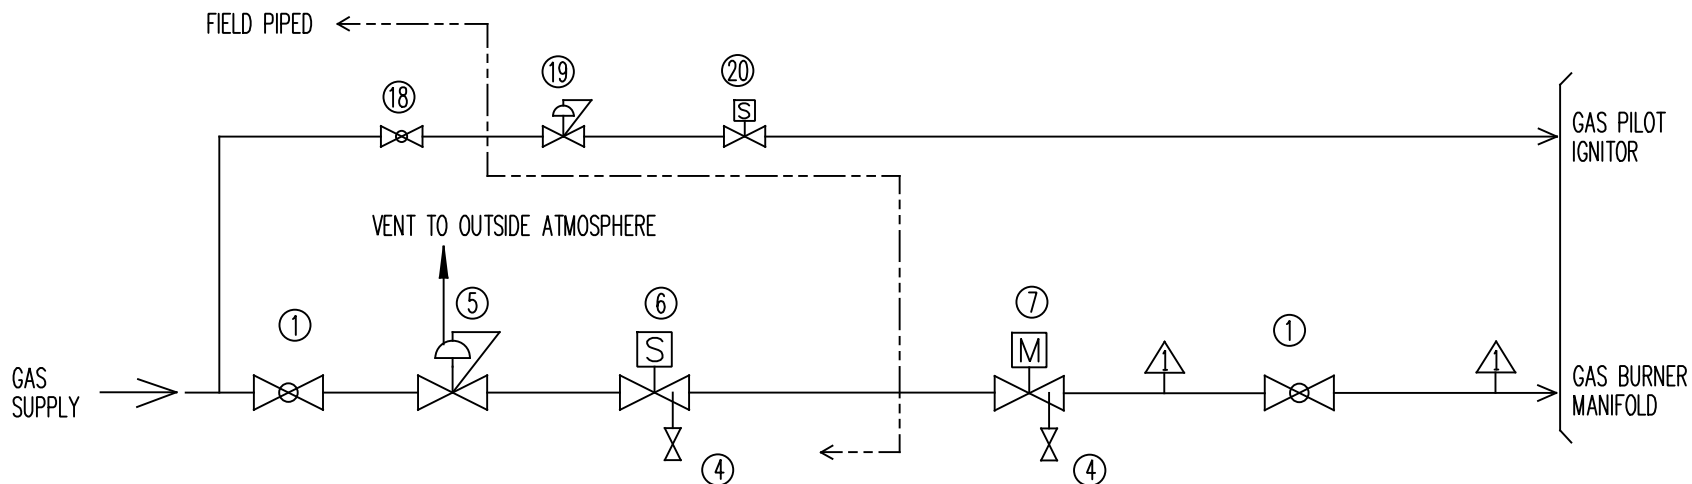 FIELD PIPED
18
19
20
S
GAS PILOT
IGNITOR
VENT TO OUTSIDE ATMOSPHERE
1
5
6
7
1
S
M
1
1
GAS
SUPPLY
GAS BURNER
MANIFOLD
4
4